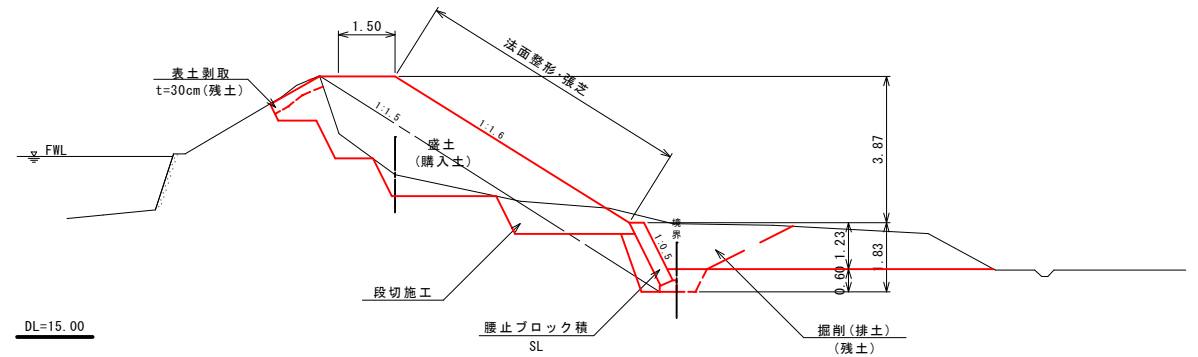 1.50
法面整形・張芝
表土剥取
t=30cm(残土)
1:1.5
1:1.6
盛土
(購入土)
3.87
FWL
境界
1:0.5
1.23
1.83
0.60
段切施工
腰止ブロック積
SL
掘削(排土)
(残土)
DL=15.00